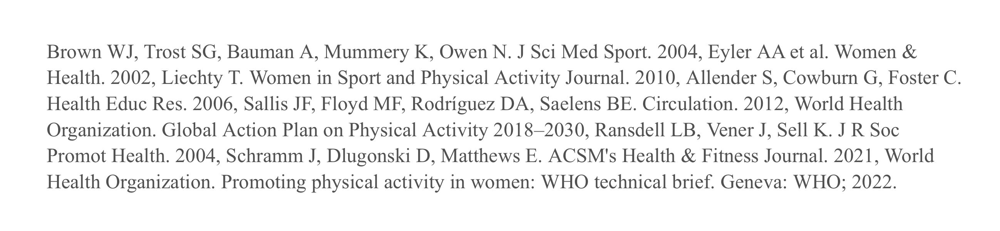 Brown WJ, Trost SG, Bauman A, Mummery K, Owen N. J Sci Med Sport. 2004, Eyler AA et al. Women &
Health. 2002, Liechty T. Women in Sport and Physical Activity Journal. 2010, Allender S, Cowburn G, Foster C.
Health Educ Res. 2006, Sallis JF, Floyd MF, Rodríguez DA, Saelens BE. Circulation. 2012, World Health
Organization. Global Action Plan on Physical Activity 2018–2030, Ransdell LB, Vener J, Sell K. J R Soc
Promot Health. 2004, Schramm J, Dlugonski D, Matthews E. ACSM's Health & Fitness Journal. 2021, World
Health Organization. Promoting physical activity in women: WHO technical brief. Geneva: WHO; 2022.